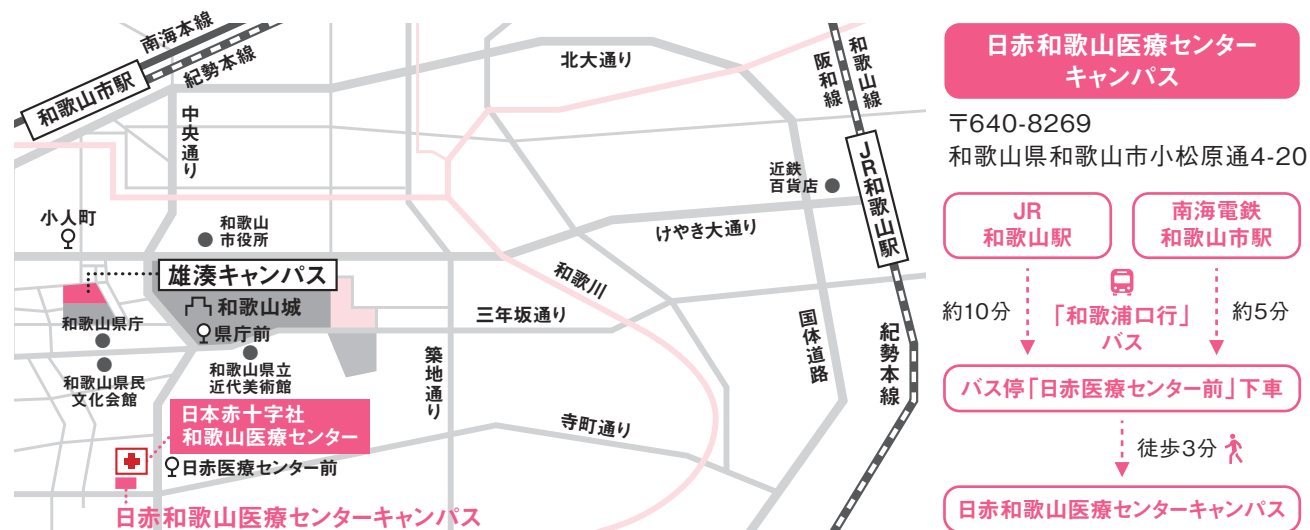 南海本線
和歌山市駅
紀勢本線
中央通り
北大通り
阪和線
和歌山線
JR和歌山駅
近鉄
百貨店
小人町
和歌山
市役所
けやき大通り
雄湊キャンパス
和歌山城
和歌川
和歌山県庁
県庁前
三年坂通り
国体道路
紀勢本線
和歌山県民
文化会館
和歌山県立
近代美術館
築地通り
日本赤十字社
和歌山医療センター
寺町通り
日赤医療センター前
日赤和歌山医療センターキャンパス
日赤和歌山医療センター
キャンパス
〒640-8269
和歌山県和歌山市小松原通4-20
JR
和歌山駅
南海電鉄
和歌山市駅
約10分
「和歌浦口行」
バス
約5分
バス停「日赤医療センター前」下車
徒歩3分
日赤和歌山医療センターキャンパス